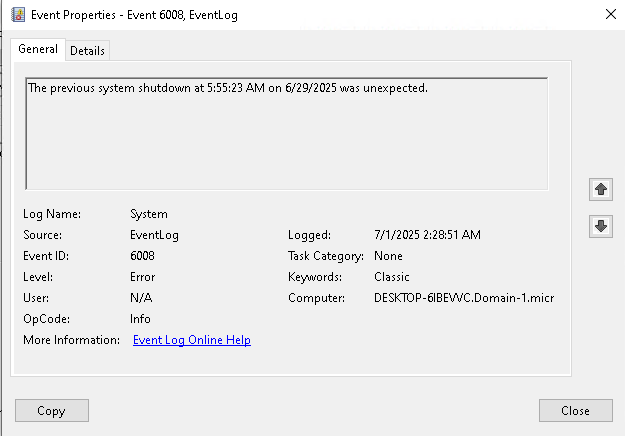 Event Properties - Event 6008, EventLog
General Details
The previous system shutdown at 5:55:23 AM on 6/29/2025 was unexpected.
Log Name: System
Source: EventLog Logged: 7/1/2025 2:28:51 AM
Event ID: 6008 Task Category: None
Level: Error Keywords: Classic
User: N/A Computer: DESKTOP-6IBEVVC.Domain-1.micr
OpCode: Info
More Information: Event Log Online Help
Copy Close